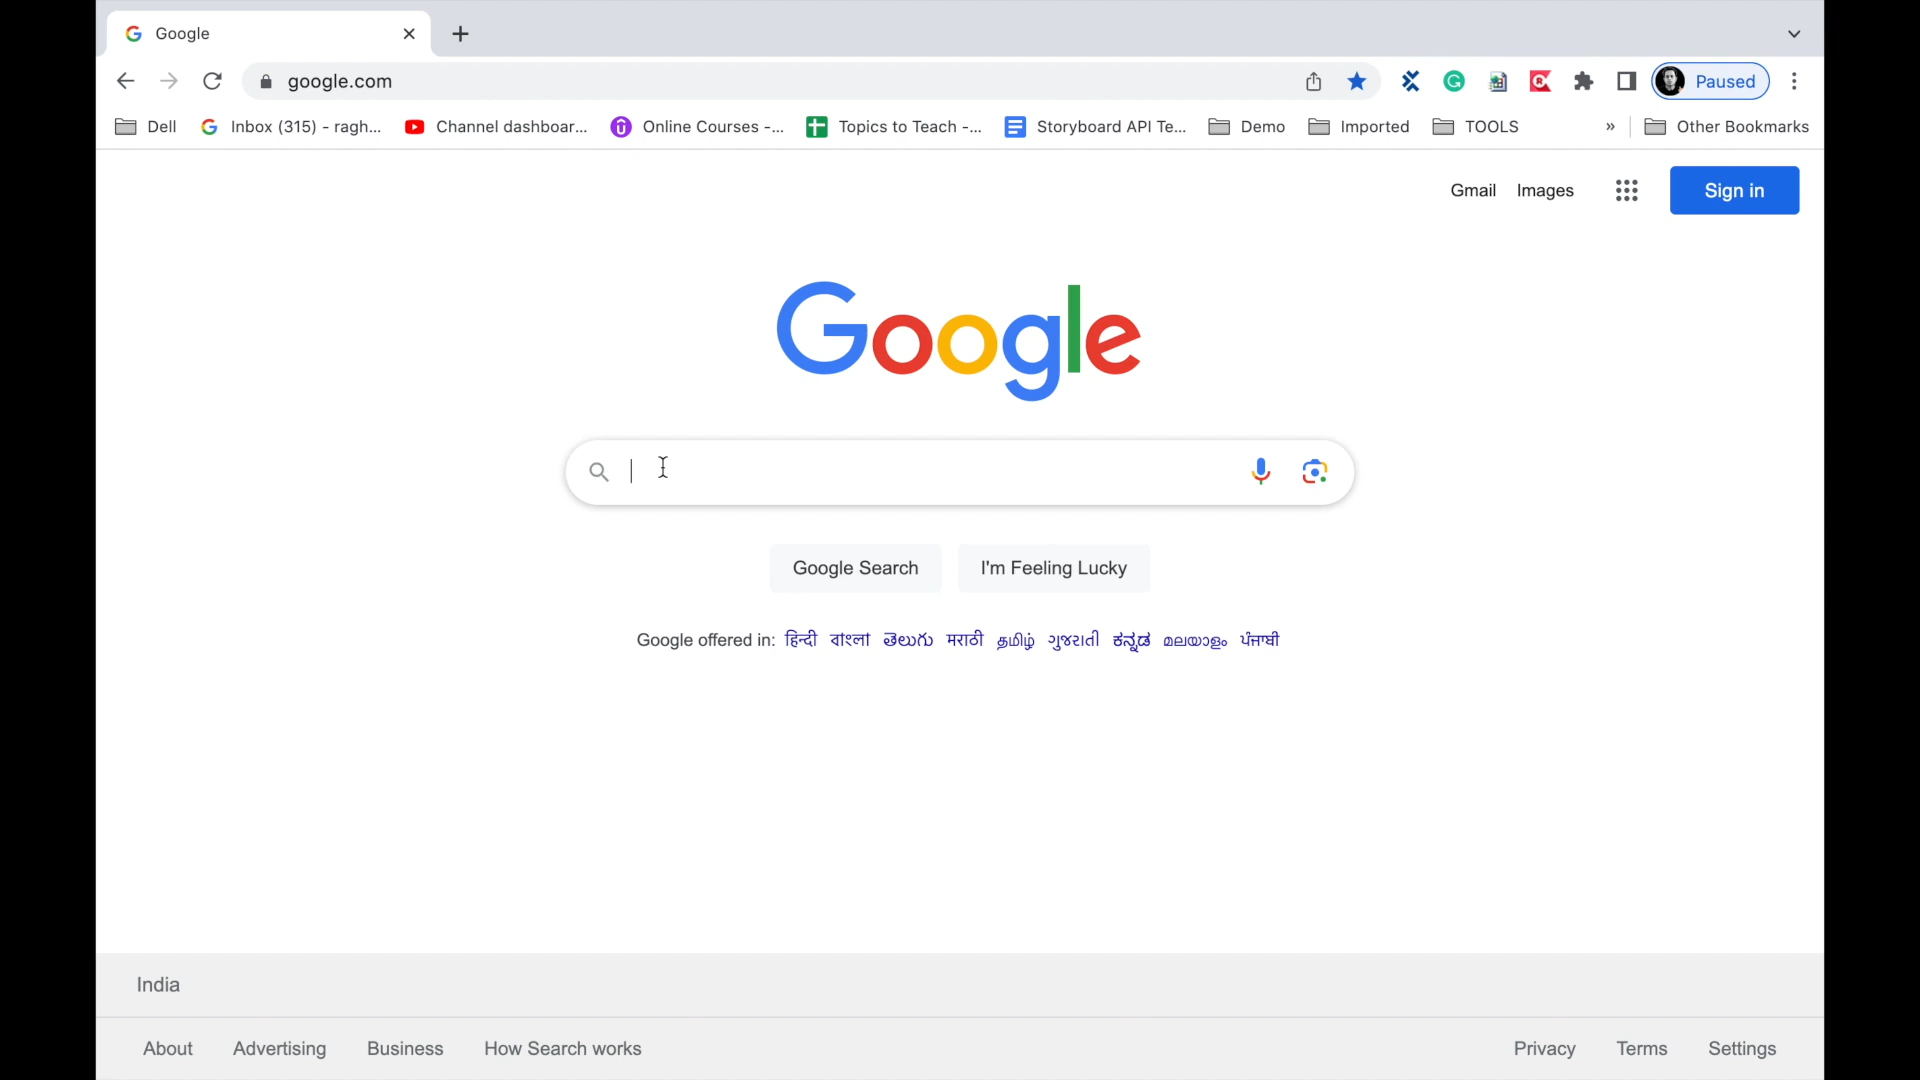 Google
google.com
Paused
Dell Inbox (315) - ragh... Channel dashboar... Online Courses -... Topics to Teach -... Storyboard API Te... Demo Imported TOOLS » Other Bookmarks
Gmail Images Sign in
Google
Google Search I'm Feeling Lucky
Google offered in: हिन्दी বাংলা తెలుగు मराठी தமிழ் ગુજરાતી ಕನ್ನಡ മലയാളം ਪੰਜਾਬੀ
India
About Advertising Business How Search works Privacy Terms Settings